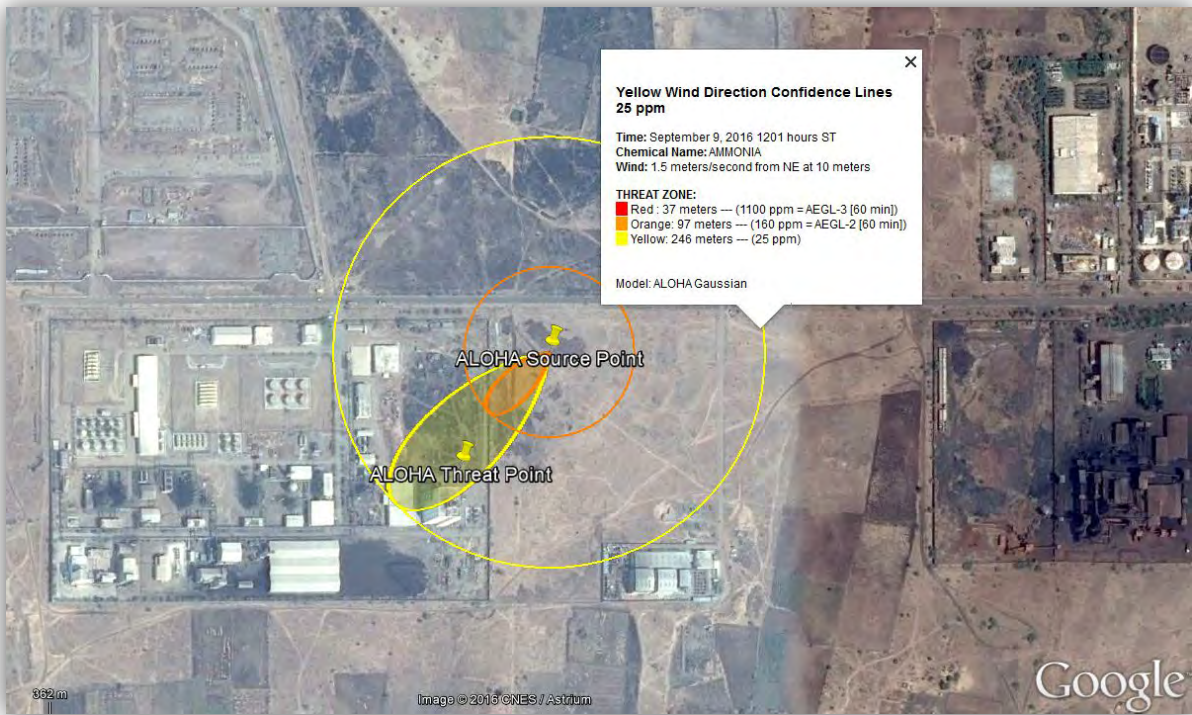 Yellow Wind Direction Confidence Lines
25 ppm
Time: September 9, 2016 1201 hours ST
Chemical Name: AMMONIA
Wind: 1.5 meters/second from NE at 10 meters
THREAT ZONE:
Red : 37 meters --- (1100 ppm = AEGL-3 [60 min])
Orange: 97 meters --- (160 ppm = AEGL-2 [60 min])
Yellow: 246 meters --- (25 ppm)
Model: ALOHA Gaussian
ALOHA Source Point
ALOHA Threat Point
362 m
Image © 2016 CNES / Astrium
Google